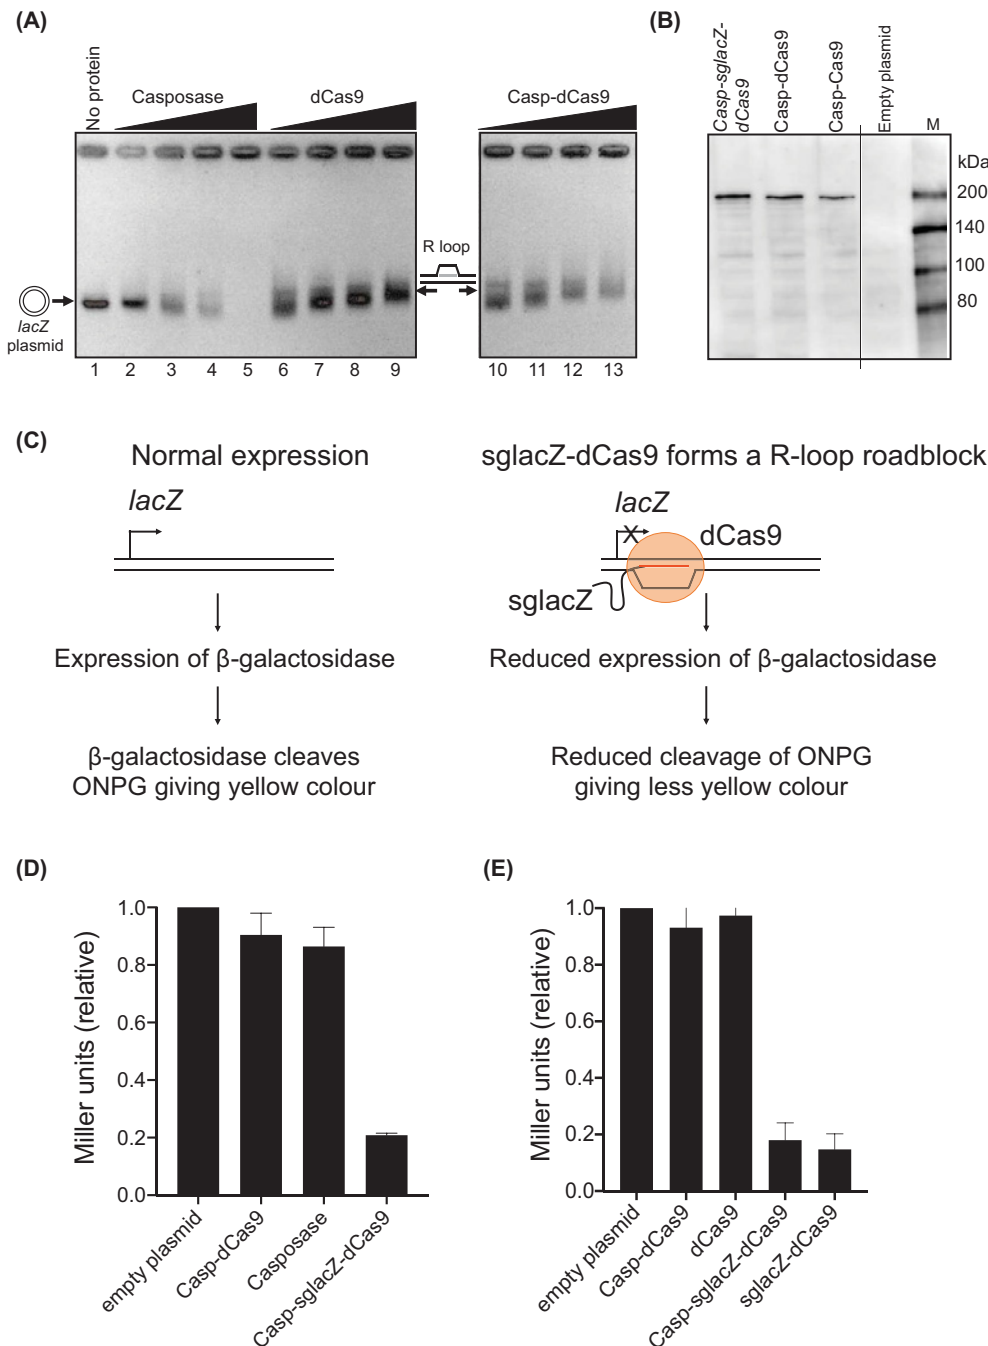 (A)
No protein
Casposase
dCas9
Casp-dCas9
R loop
lacZ
plasmid
1 2 3 4 5 6 7 8 9 10 11 12 13
(B)
Casp-sglacZ-
dCas9
Casp-dCas9
Casp-Cas9
Empty plasmid
M
kDa
200
140
100
80
(C)
Normal expression
lacZ
Expression of β-galactosidase
β-galactosidase cleaves
ONPG giving yellow colour
sglacZ-dCas9 forms a R-loop roadblock
lacZ
X
dCas9
sglacZ
Reduced expression of β-galactosidase
Reduced cleavage of ONPG
giving less yellow colour
(D)
Miller units (relative)
1.0
0.8
0.6
0.4
0.2
0.0
empty plasmid
Casp-dCas9
Casposase
Casp-sglacZ-dCas9
(E)
Miller units (relative)
1.0
0.8
0.6
0.4
0.2
0.0
empty plasmid
Casp-dCas9
dCas9
Casp-sglacZ-dCas9
sglacZ-dCas9